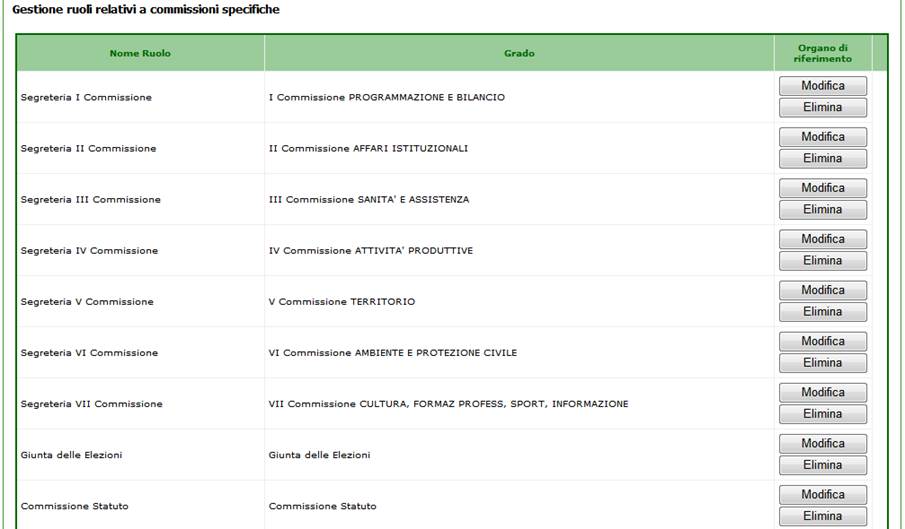 Gestione ruoli relativi a commissioni specifiche
Nome Ruolo
Grado
Organo di
riferimento
Segreteria I Commissione
I Commissione PROGRAMMAZIONE E BILANCIO
Modifica
Elimina
Segreteria II Commissione
II Commissione AFFARI ISTITUZIONALI
Modifica
Elimina
Segreteria III Commissione
III Commissione SANITA' E ASSISTENZA
Modifica
Elimina
Segreteria IV Commissione
IV Commissione ATTIVITA' PRODUTTIVE
Modifica
Elimina
Segreteria V Commissione
V Commissione TERRITORIO
Modifica
Elimina
Segreteria VI Commissione
VI Commissione AMBIENTE E PROTEZIONE CIVILE
Modifica
Elimina
Segreteria VII Commissione
VII Commissione CULTURA, FORMAZ PROFESS, SPORT, INFORMAZIONE
Modifica
Elimina
Giunta delle Elezioni
Giunta delle Elezioni
Modifica
Elimina
Commissione Statuto
Commissione Statuto
Modifica
Elimina